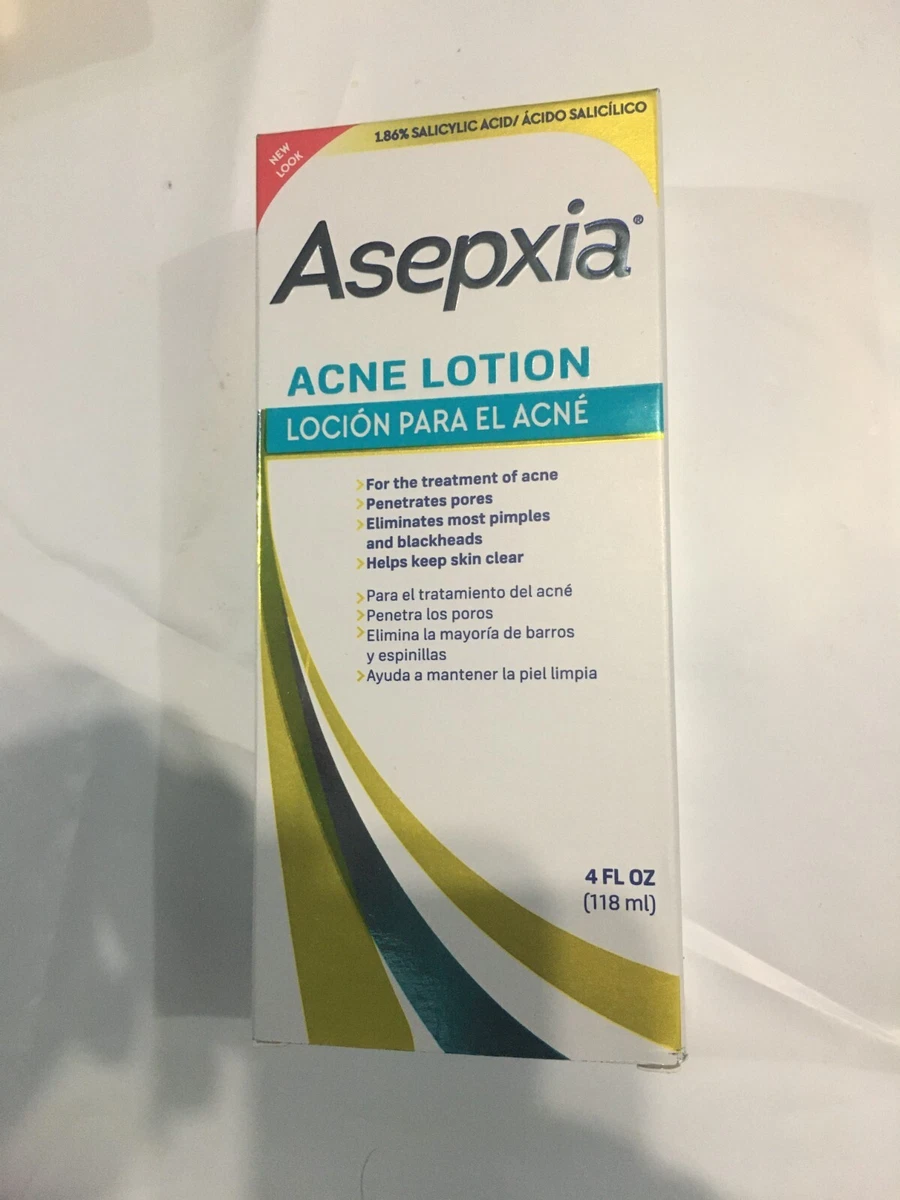 1.86% SALICYLIC ACID/ ÁCIDO SALICÍLICO
NEW
LOOK
Asepxia®
ACNE LOTION
LOCIÓN PARA EL ACNÉ
For the treatment of acne
Penetrates pores
Eliminates most pimples
and blackheads
Helps keep skin clear
Para el tratamiento del acné
Penetra los poros
Elimina la mayoría de barros
y espinillas
Ayuda a mantener la piel limpia
4 FL OZ
(118 ml)